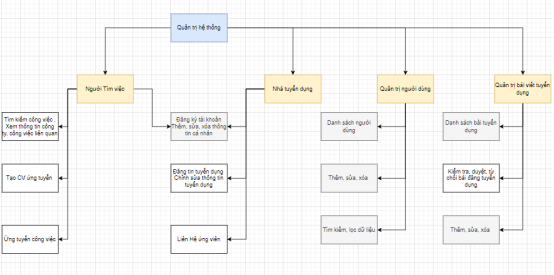 Quản trị hệ thống
Người Tìm việc
Nhà tuyển dụng
Quản trị người dùng
Quản trị bài viết tuyển
dụng
Tìm kiếm công việc .
Xem thông tin công
ty, công việc liên quan
Đăng ký tài khoản
Thêm, sửa, xóa thông
tin cá nhân
Danh sách người
dùng
Danh sách bài tuyển
dụng
Tạo CV ứng tuyển
Đăng tin tuyển dụng
Chỉnh sửa thông tin
tuyển dụng
Thêm, sửa, xóa
Kiểm tra, duyệt, từ
chối bài đăng tuyển
dụng
Ứng tuyển công việc
Liên Hệ ứng viên
Tìm kiếm, lọc dữ liệu
Thêm, sửa, xóa